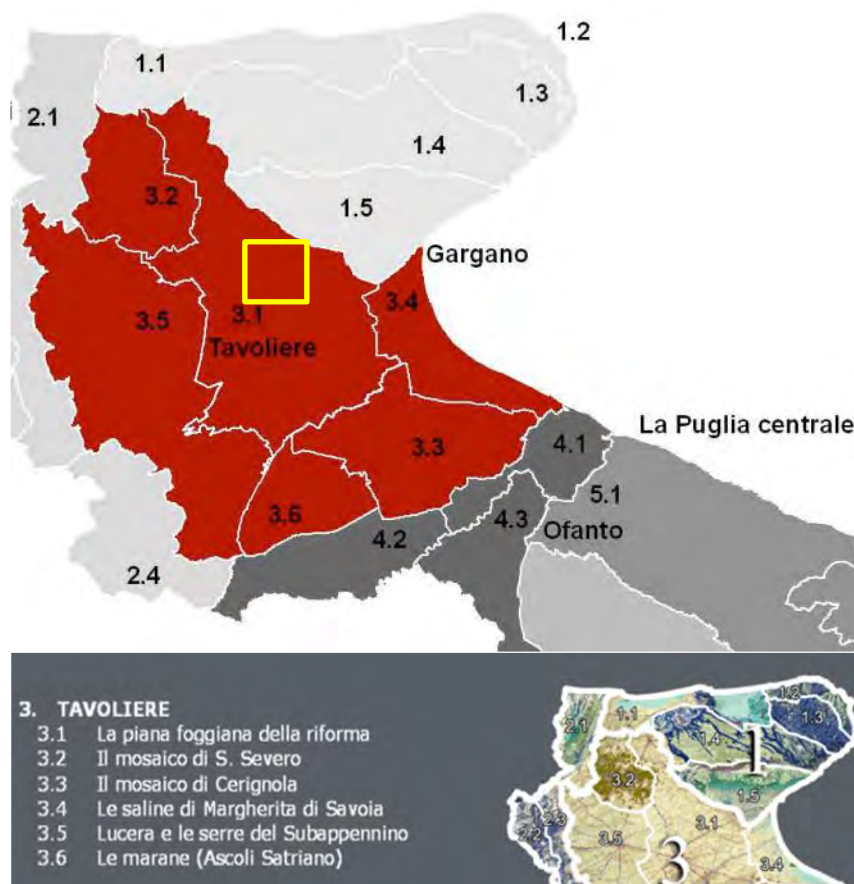 1.2
1.1
1.3
2.1
1.4
3.2
1.5
Gargano
3.4
3.5
3.1
Tavoliere
La Puglia centrale
3.3
4.1
5.1
3.6
4.3
4.2
Ofanto
2.4
3. TAVOLIERE
3.1 La piana foggiana della riforma
3.2 Il mosaico di S. Severo
3.3 Il mosaico di Cerignola
3.4 Le saline di Margherita di Savoia
3.5 Lucera e le serre del Subappennino
3.6 Le marane (Ascoli Satriano)
1.2
2.1
1.1
1.3
1.4
1
3.2
1.5
3.1
2.3
2.2
3.5
3
3.4